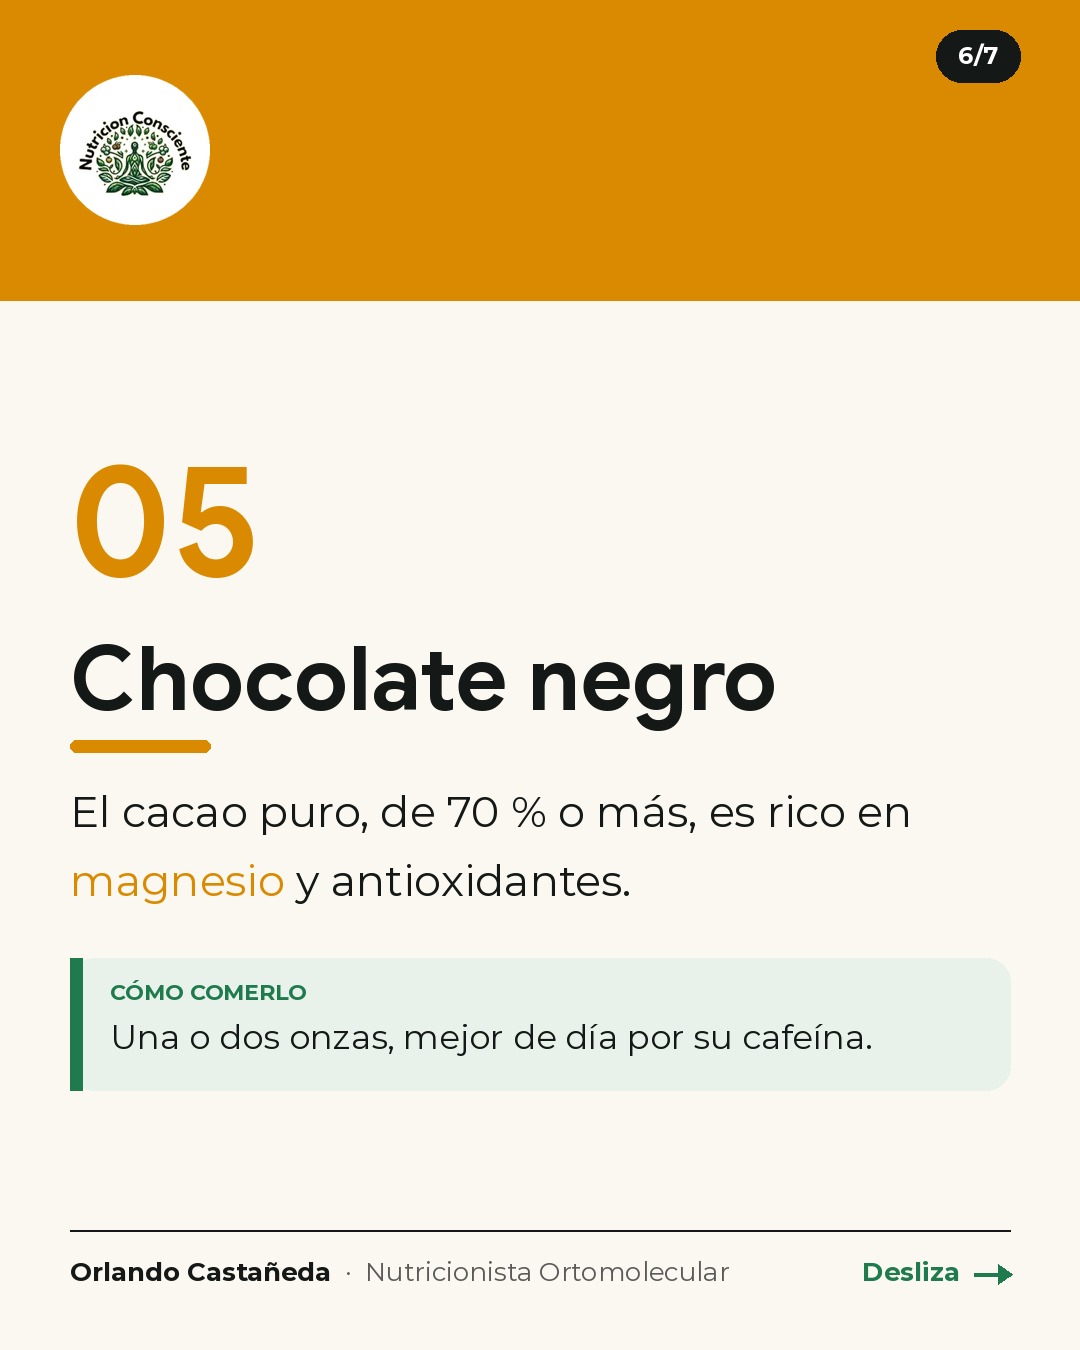 6/7
Nutricion Consciente
05
Chocolate negro
El cacao puro, de 70 % o más, es rico en
magnesio y antioxidantes.
CÓMO COMERLO
Una o dos onzas, mejor de día por su cafeína.
Orlando Castañeda · Nutricionista Ortomolecular
Desliza